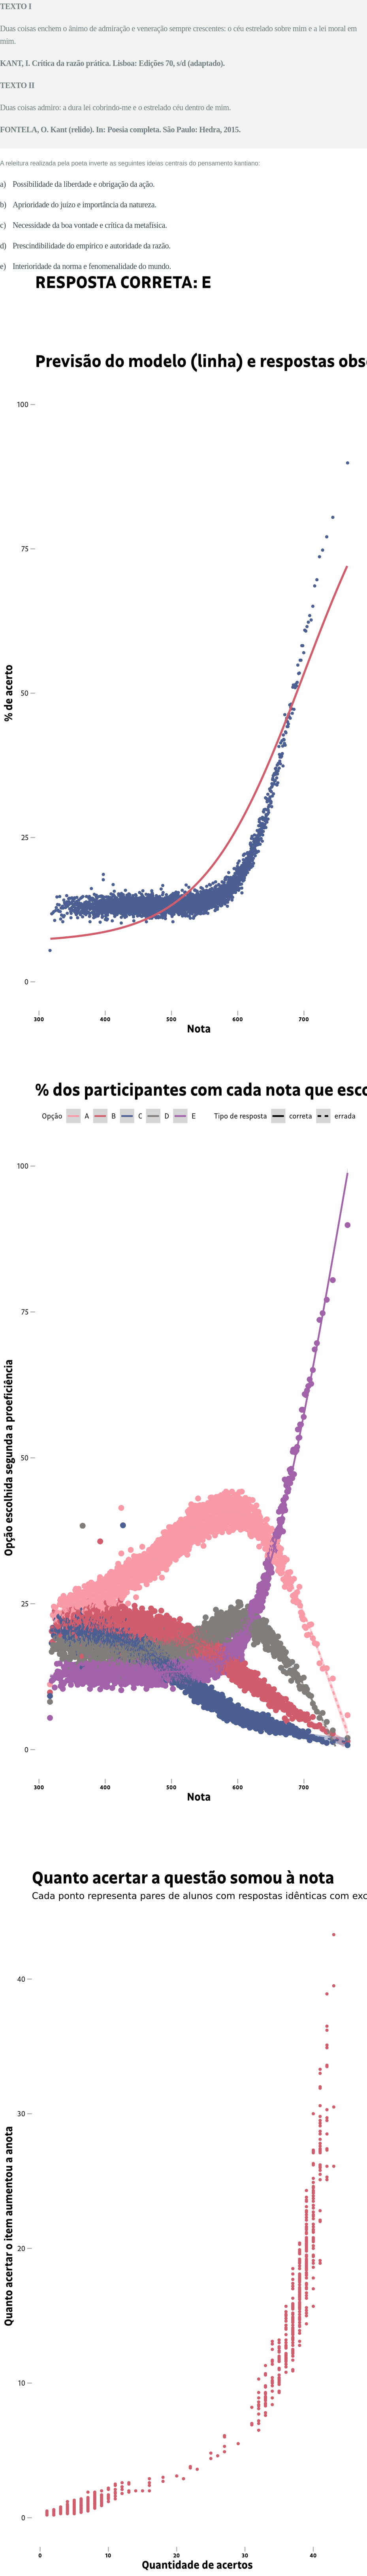 TEXTO I
Duas coisas enchem o ânimo de admiração e veneração sempre crescentes: o céu estrelado sobre mim e a lei moral em
mim.
KANT, I. Crítica da razão prática. Lisboa: Edições 70, s/d (adaptado).
TEXTO II
Duas coisas admiro: a dura lei cobrindo-me e o estrelado céu dentro de mim.
FONTELA, O. Kant (relido). In: Poesia completa. São Paulo: Hedra, 2015.
A releitura realizada pela poeta inverte as seguintes ideias centrais do pensamento kantiano:
a) Possibilidade da liberdade e obrigação da ação.
b) Aprioridade do juízo e importância da natureza.
c) Necessidade da boa vontade e crítica da metafísica.
d) Prescindibilidade do empírico e autoridade da razão.
e) Interioridade da norma e fenomenalidade do mundo.
RESPOSTA CORRETA: E
Previsão do modelo (linha) e respostas obs
100
75
50
25
0
% de acerto
300 400 500 600 700
Nota
% dos participantes com cada nota que esco
Opção A B C D E Tipo de resposta correta errada
100
75
50
25
0
Opção escolhida segunda a proeficiência
300 400 500 600 700
Nota
Quanto acertar a questão somou à nota
Cada ponto representa pares de alunos com respostas idênticas com exc
40
30
20
10
0
Quanto acertar o item aumentou a anota
0 10 20 30 40
Quantidade de acertos